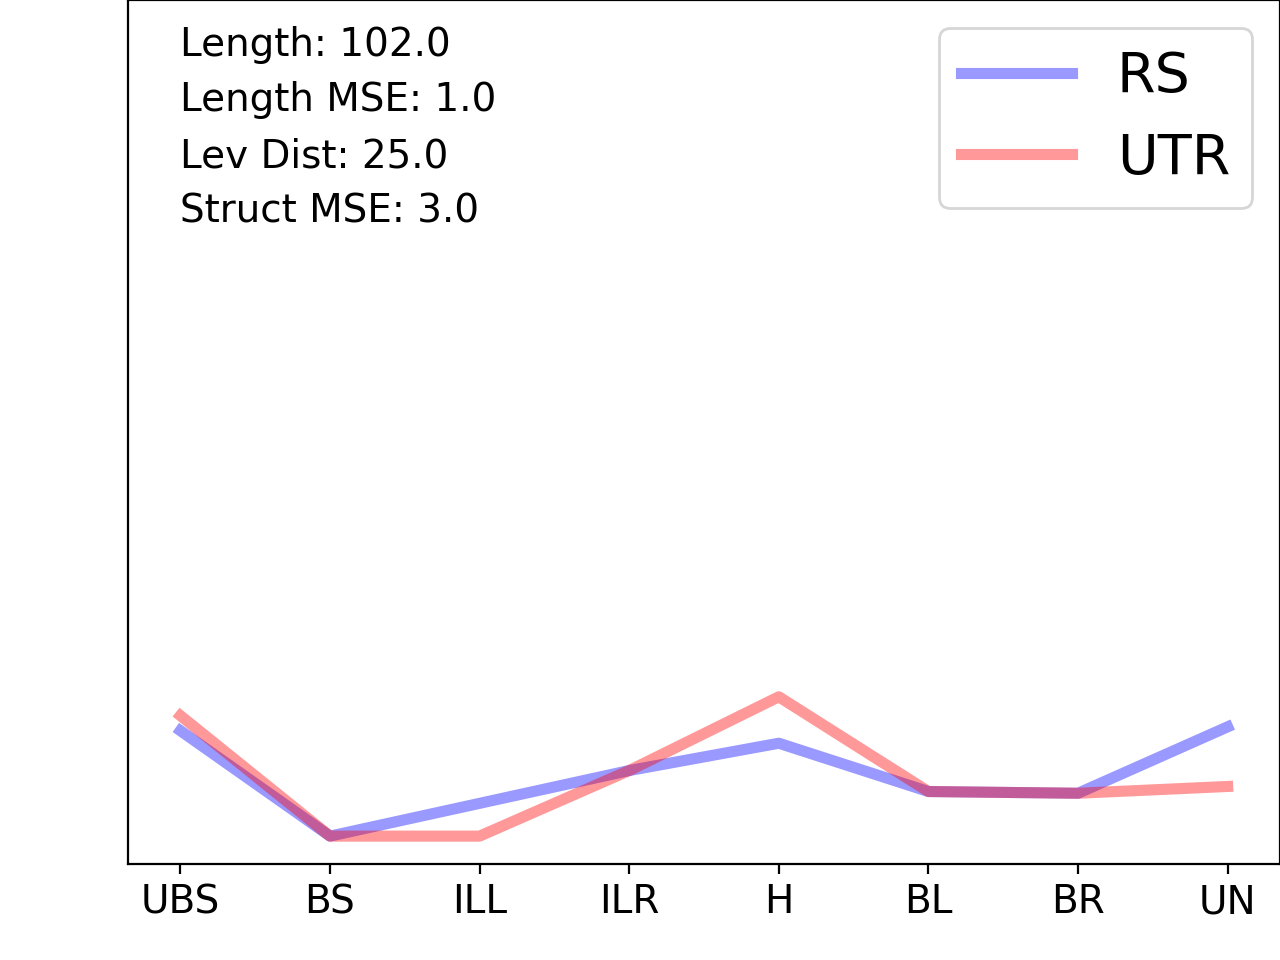 Length: 102.0
Length MSE: 1.0
Lev Dist: 25.0
Struct MSE: 3.0
RS
UTR
UBS BS ILL ILR H BL BR UN